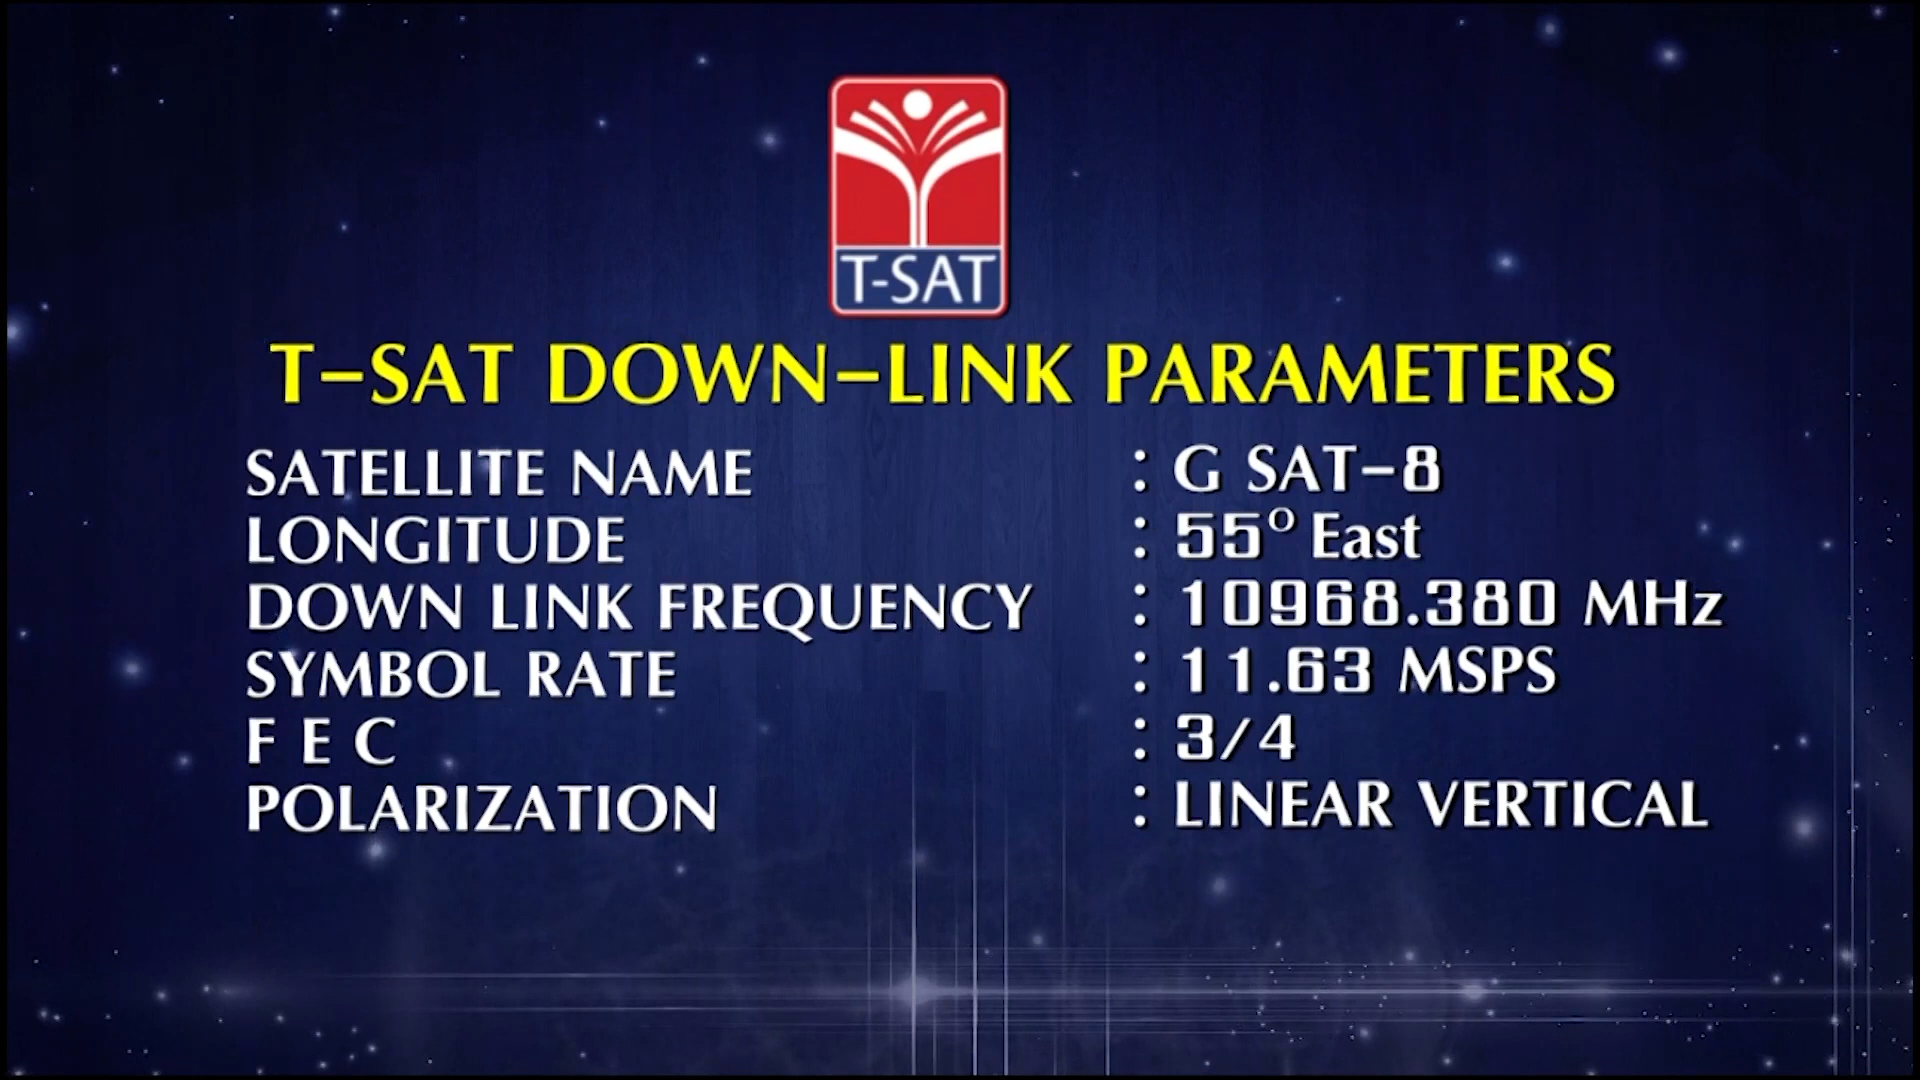 T-SAT
T-SAT DOWN-LINK PARAMETERS
SATELLITE NAME : G SAT-8
LONGITUDE : 55° East
DOWN LINK FREQUENCY : 10968.380 MHz
SYMBOL RATE : 11.63 MSPS
F E C : 3/4
POLARIZATION : LINEAR VERTICAL